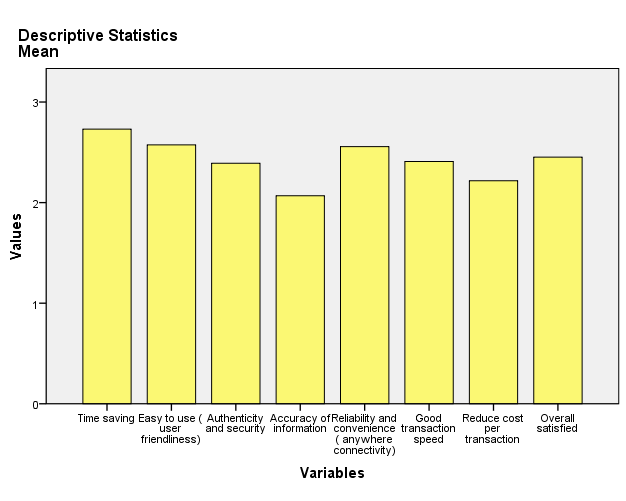 Descriptive Statistics
Mean
3
2
1
0
Values
Time saving
Easy to use (
user
friendliness)
Authenticity
and security
Accuracy of
information
Reliability and
convenience
( anywhere
connectivity)
Good
transaction
speed
Reduce cost
per
transaction
Overall
satisfied
Variables